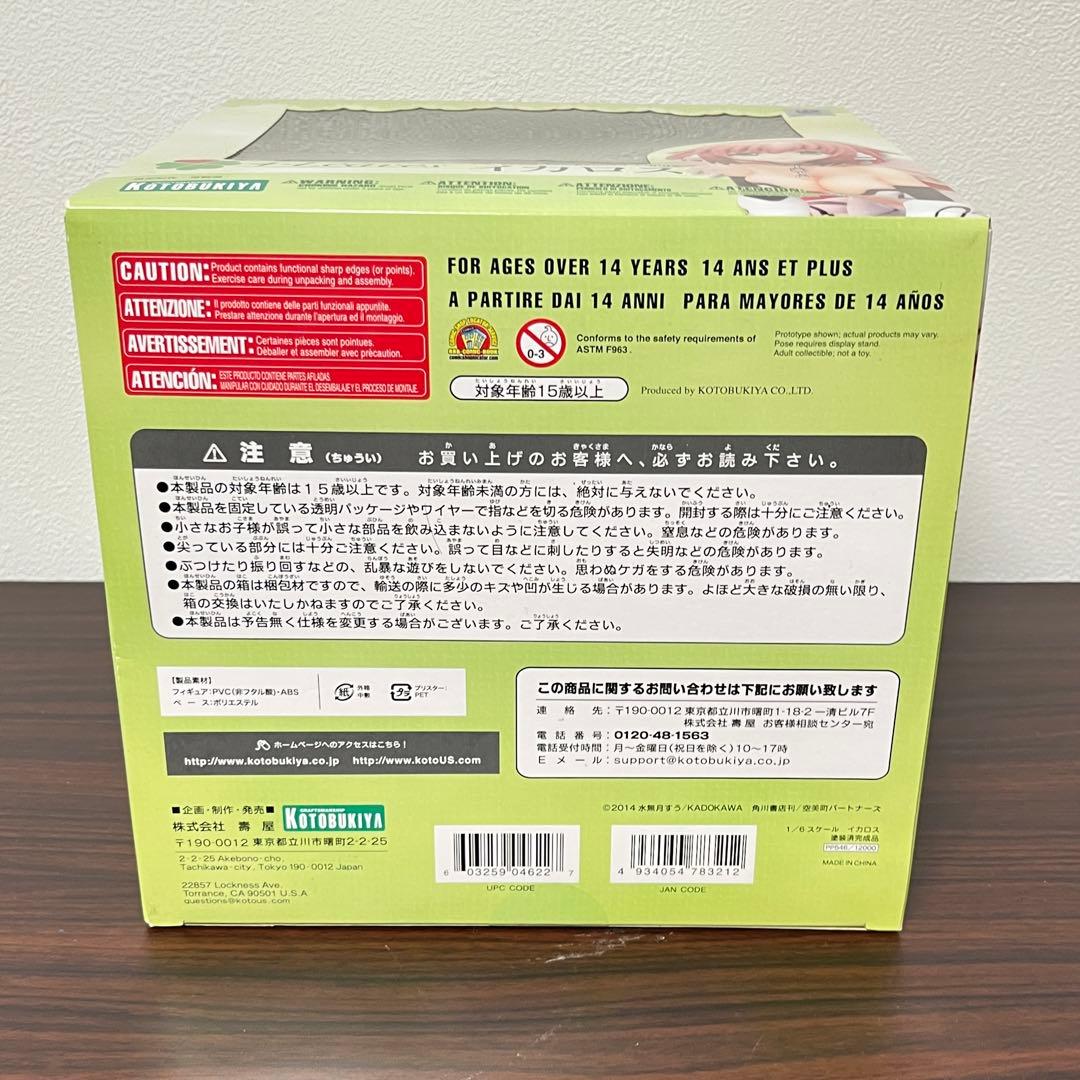 イカロス
KOTOBUKIYA
WARNING:
CHOKING HAZARD
ATTENTION:
RISQUE DE SUFFOCATION
ATTENZIONE:
ATENCION:
CAUTION: Product contains functional sharp edges (or points).
Exercise care during unpacking and assembly.
ATTENZIONE: Il prodotto contiene delle parti funzionali appuntite.
Prestare attenzione durante l'apertura ed il montaggio.
AVERTISSEMENT: Certaines pièces sont pointues.
Déballer et assembler avec précaution.
ATENCIÓN: ESTE PRODUCTO CONTIENE PARTES AFILADAS.
MANIPULAR CON CUIDADO DURANTE EL DESEMBALAJE Y EL PROCESO DE MONTAJE.
FOR AGES OVER 14 YEARS 14 ANS ET PLUS
A PARTIRE DAI 14 ANNI PARA MAYORES DE 14 AÑOS
0-3
Conforms to the safety requirements of
ASTM F963.
Prototype shown; actual products may vary.
Pose requires display stand.
Adult collectible; not a toy.
対象年齢15歳以上
Produced by KOTOBUKIYA CO.,LTD.
⚠注意(ちゅうい) お買い上げのお客様へ、必ずお読み下さい。
●本製品の対象年齢は15歳以上です。対象年齢未満の方には、絶対に与えないでください。
●本製品を固定している透明パッケージやワイヤーで指などを切る危険があります。開封する際は十分にご注意ください。
●小さなお子様が誤って小さな部品を飲み込まないように注意してください。窒息などの危険があります。
●尖っている部分には十分ご注意ください。誤って目などに刺したりすると失明などの危険があります。
●ぶつけたり振り回すなどの、乱暴な遊びをしないでください。思わぬケガをする危険があります。
●本製品の箱は梱包材ですので、輸送の際に多少のキズや凹が生じる場合があります。よほど大きな破損の無い限り、
箱の交換はいたしかねますのでご了承ください。
●本製品は予告無く仕様を変更する場合がございます。ご了承ください。
【製品素材】
フィギュア:PVC(非フタル酸)・ABS
ベース:ポリエステル
紙 外箱
中敷
プラ ブリスター:
PET
ホームページへのアクセスはこちら!
http://www.kotobukiya.co.jp http://www.kotoUS.com
この商品に関するお問い合わせは下記にお願い致します
連絡先:〒190-0012 東京都立川市曙町1-18-2 一清ビル7F
株式会社 壽屋 お客様相談センター宛
電話番号:0120-48-1563
電話受付時間:月~金曜日(祝日を除く)10~17時
Eメール:support@kotobukiya.co.jp
■企画・制作・発売■
株式会社 壽屋
CRAFTSMANSHIP
KOTOBUKIYA
〒190-0012 東京都立川市曙町2-2-25
2-2-25 Akebono-cho,
Tachikawa-city, Tokyo 190-0012 Japan
22857 Lockness Ave.
Torrance, CA 90501 U.S.A
questions@kotous.com
©2014 水無月すう/KADOKAWA 角川書店刊/空美町パートナーズ
6 03259 04622 7
UPC CODE
4 934054 783212
JAN CODE
1/6スケール イカロス
塗装済完成品
PP546/12000
MADE IN CHINA